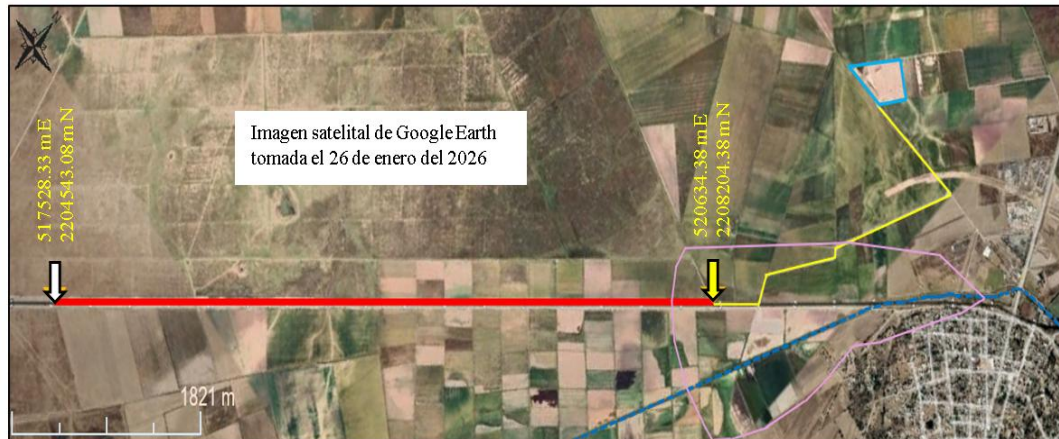 Imagen satelital de Google Earth
tomada el 26 de enero del 2026
517528.33 m E
2204543.08 m N
520634.38 m E
2208204.38 m N
1821 m